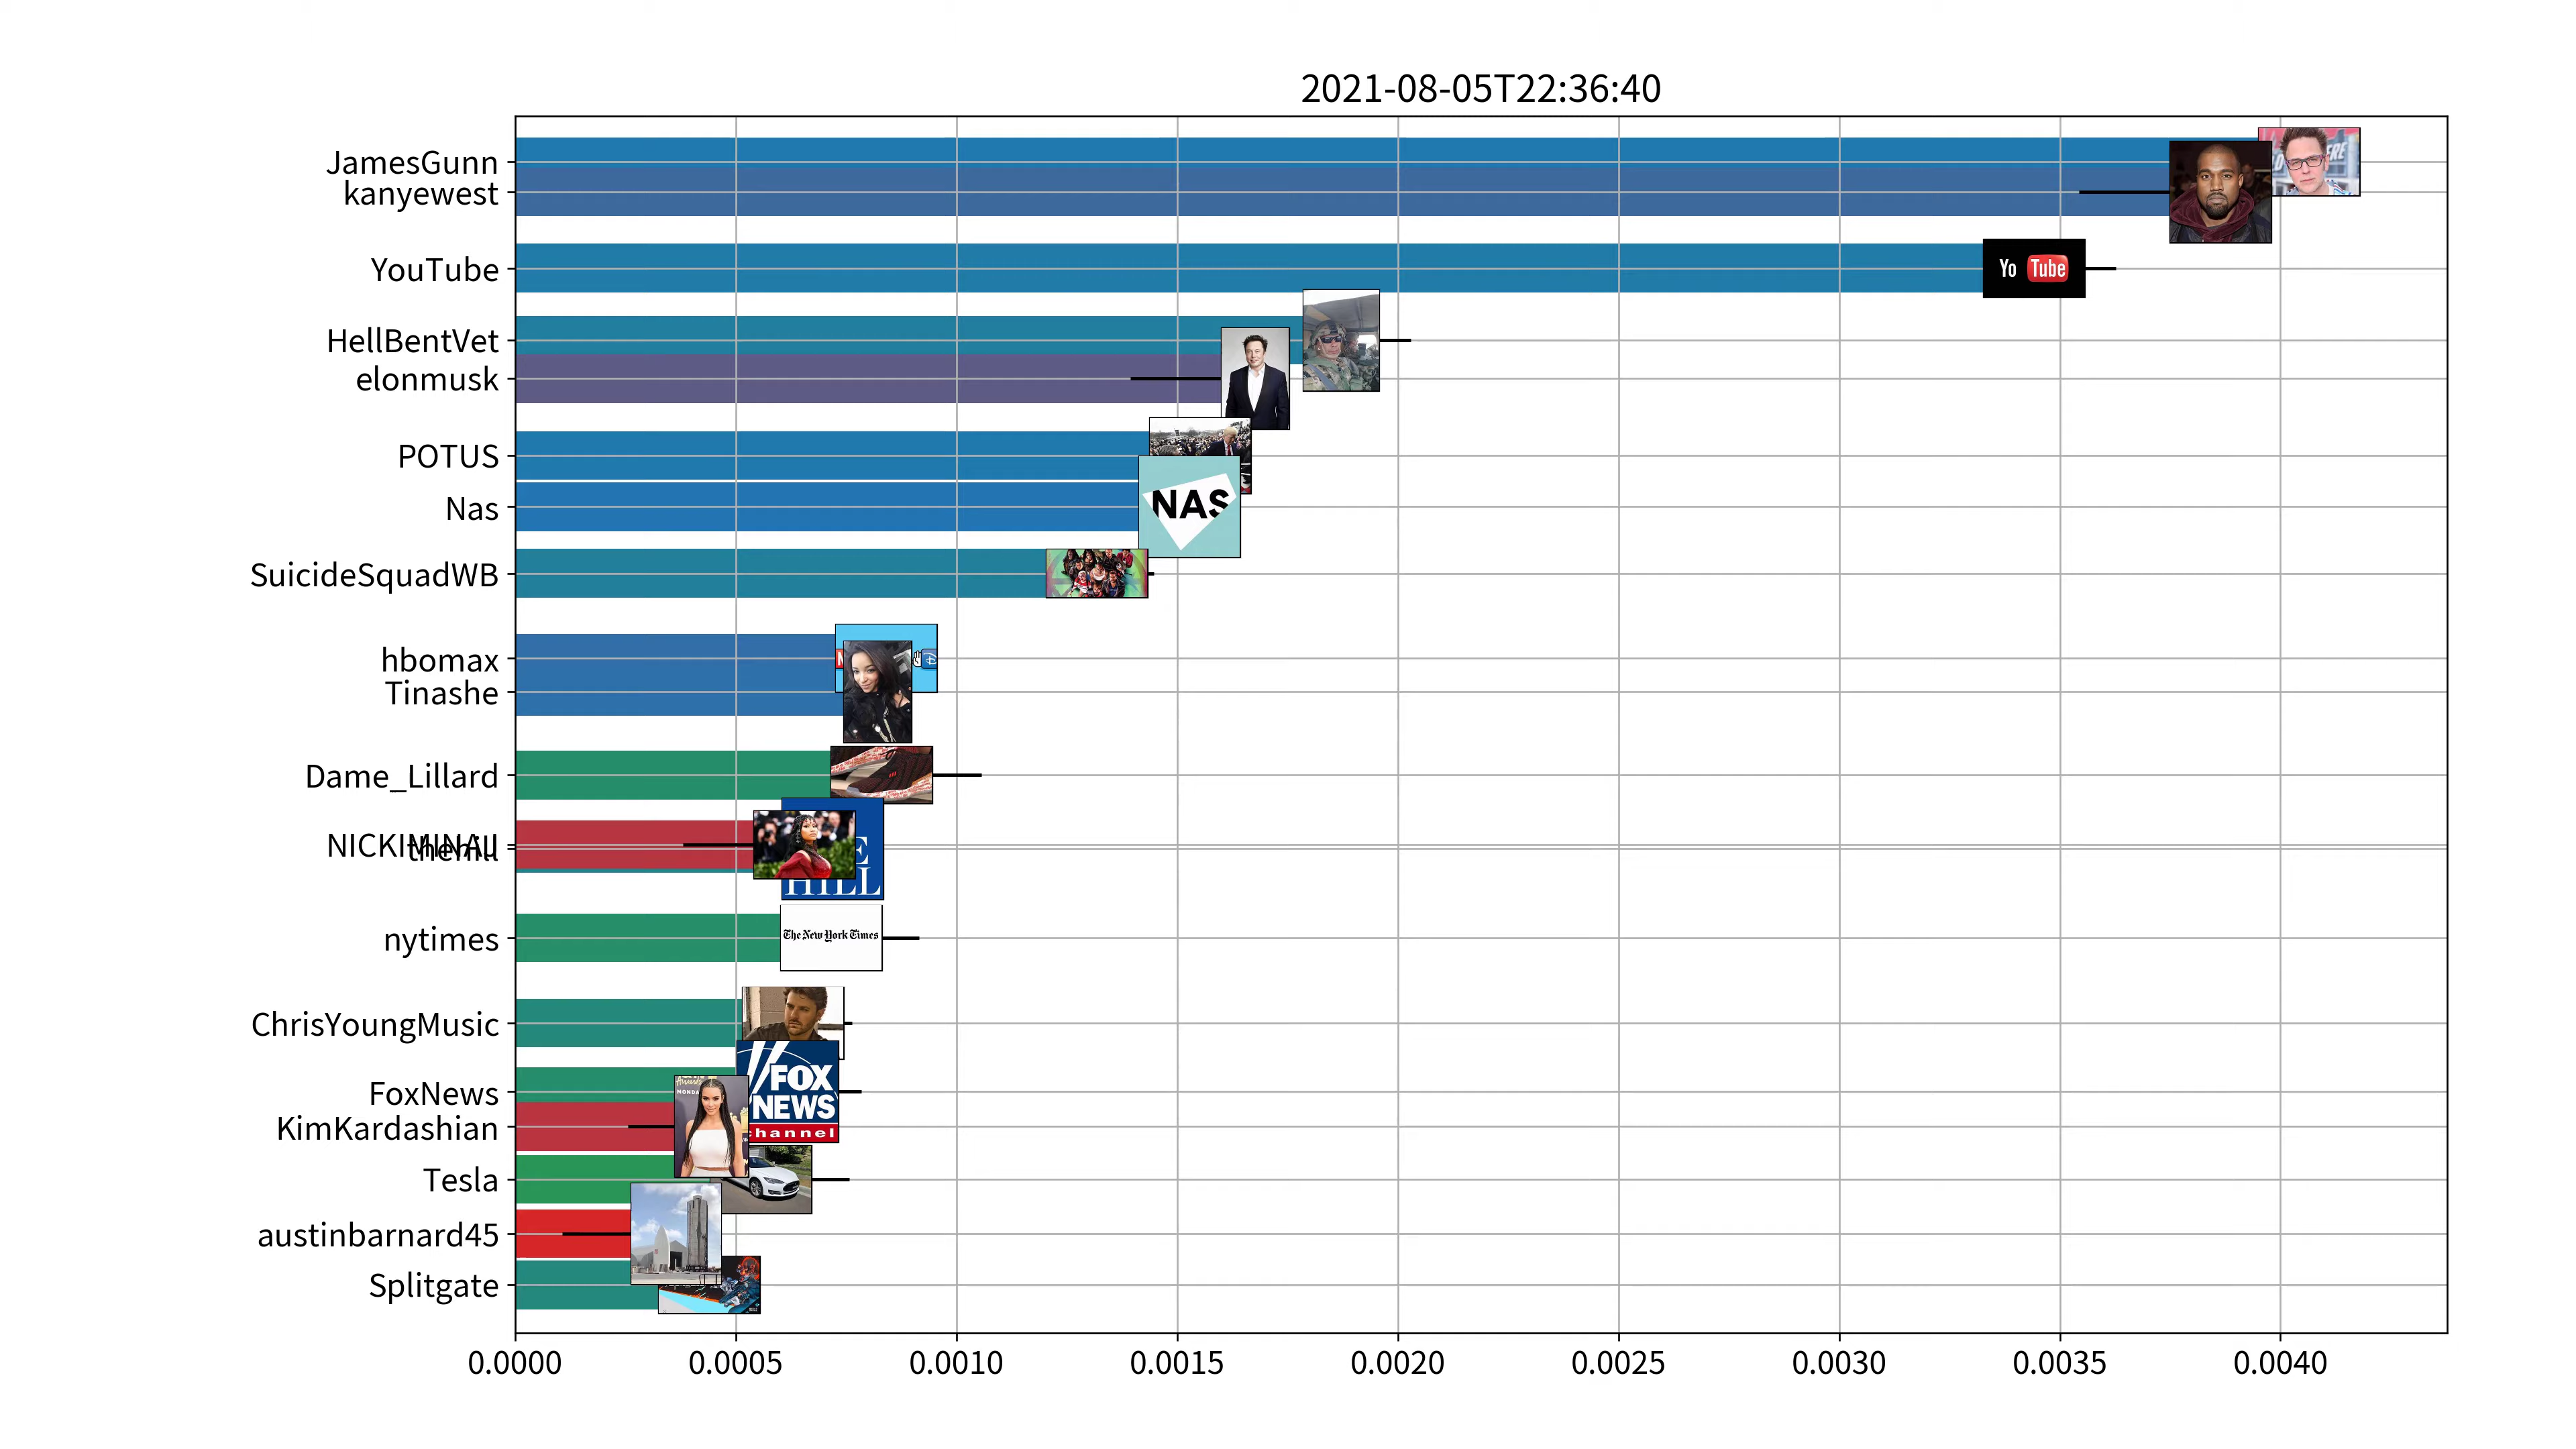 2021-08-05T22:36:40
JamesGunn
kanyewest
YouTube
Yo Tube
HellBentVet
elonmusk
POTUS
Nas
NAS
SuicideSquadWB
hbomax
Tinashe
Dame_Lillard
NICKIMINAJ
thehill
HILL
nytimes
The New York Times
ChrisYoungMusic
FoxNews
FOX
NEWS
channel
KimKardashian
Tesla
austinbarnard45
Splitgate
0.0000 0.0005 0.0010 0.0015 0.0020 0.0025 0.0030 0.0035 0.0040